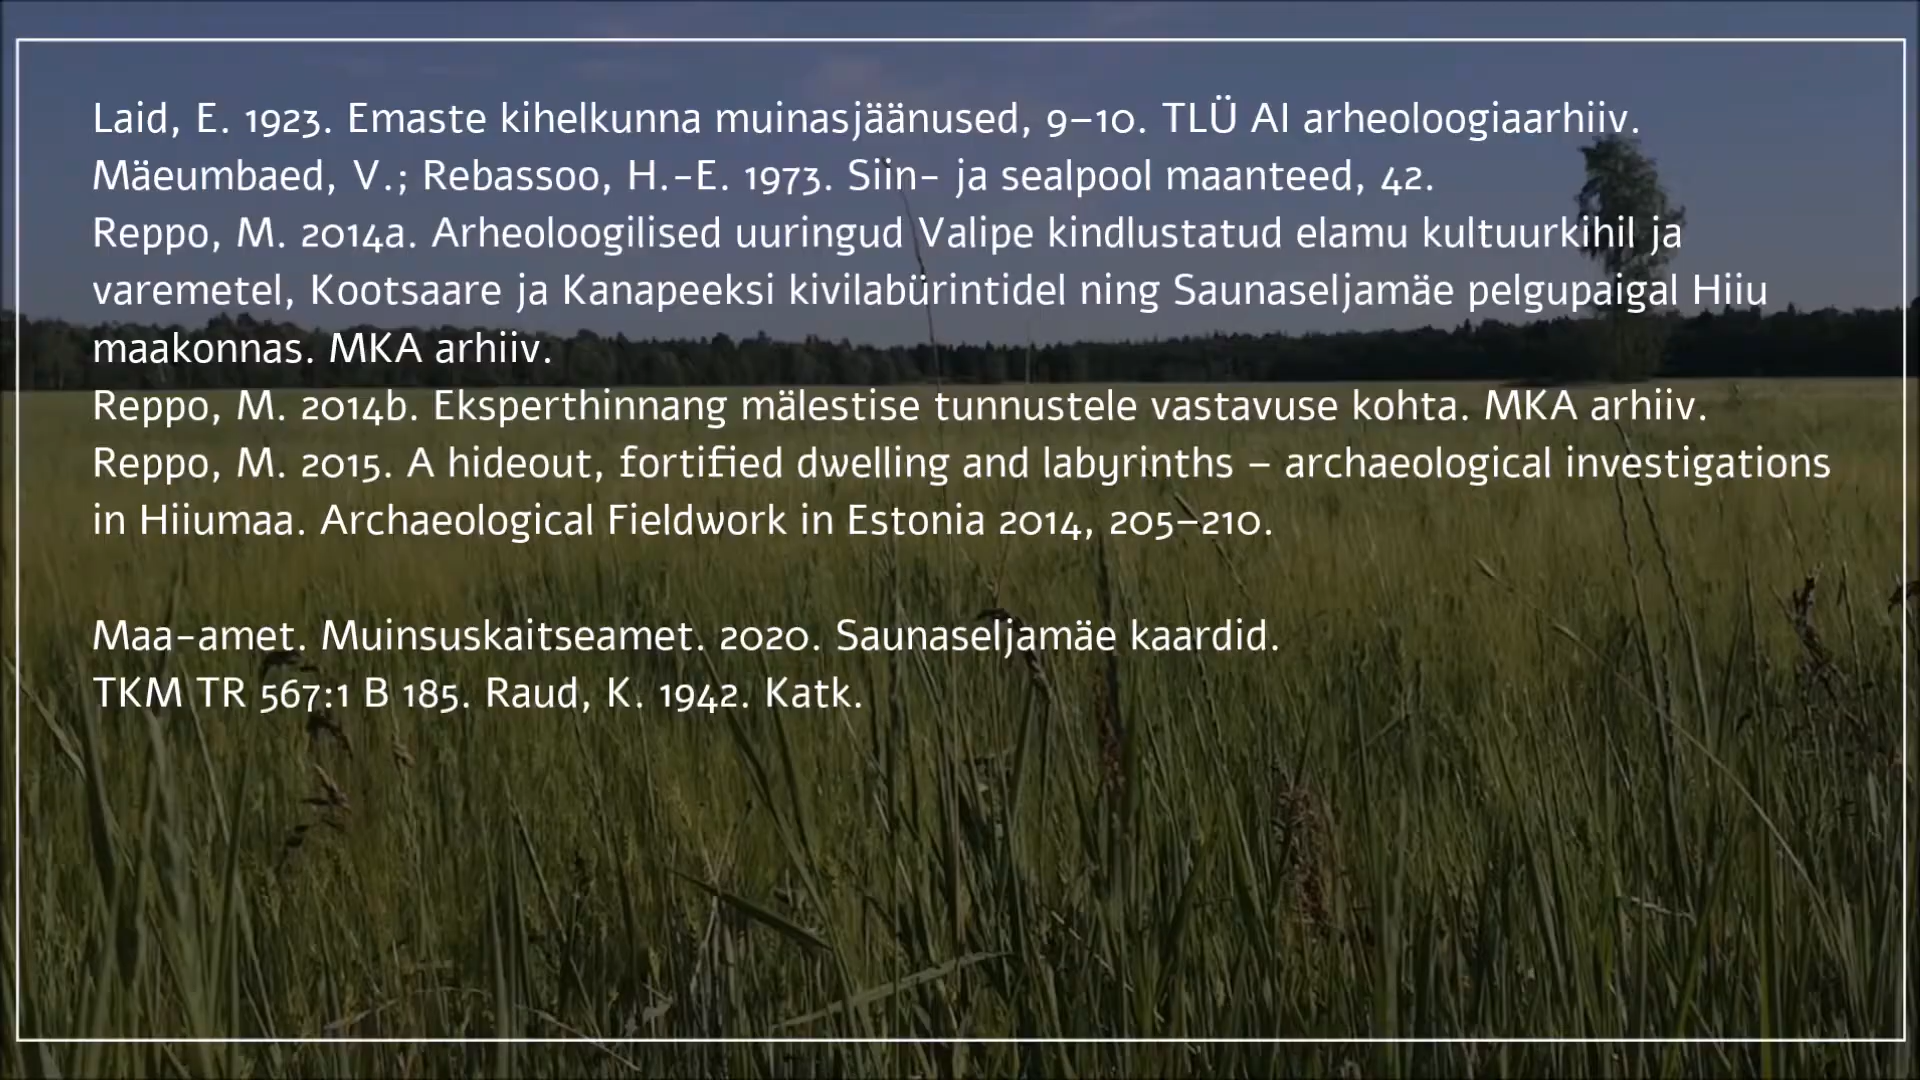 Laid, E. 1923. Emaste kihelkunna muinasjäänused, 9–10. TLÜ AI arheoloogiaarhiiv.
Mäeumbaed, V.; Rebassoo, H.-E. 1973. Siin- ja sealpool maanteed, 42.
Reppo, M. 2014a. Arheoloogilised uuringud Valipe kindlustatud elamu kultuurkihil ja
varemetel, Kootsaare ja Kanapeeksi kivilabürintidel ning Saunaseljamäe pelgupaigal Hiiu
maakonnas. MKA arhiiv.
Reppo, M. 2014b. Eksperthinnang mälestise tunnustele vastavuse kohta. MKA arhiiv.
Reppo, M. 2015. A hideout, fortified dwelling and labyrinths – archaeological investigations
in Hiiumaa. Archaeological Fieldwork in Estonia 2014, 205–210.
Maa-amet. Muinsuskaitseamet. 2020. Saunaseljamäe kaardid.
TKM TR 567:1 B 185. Raud, K. 1942. Katk.